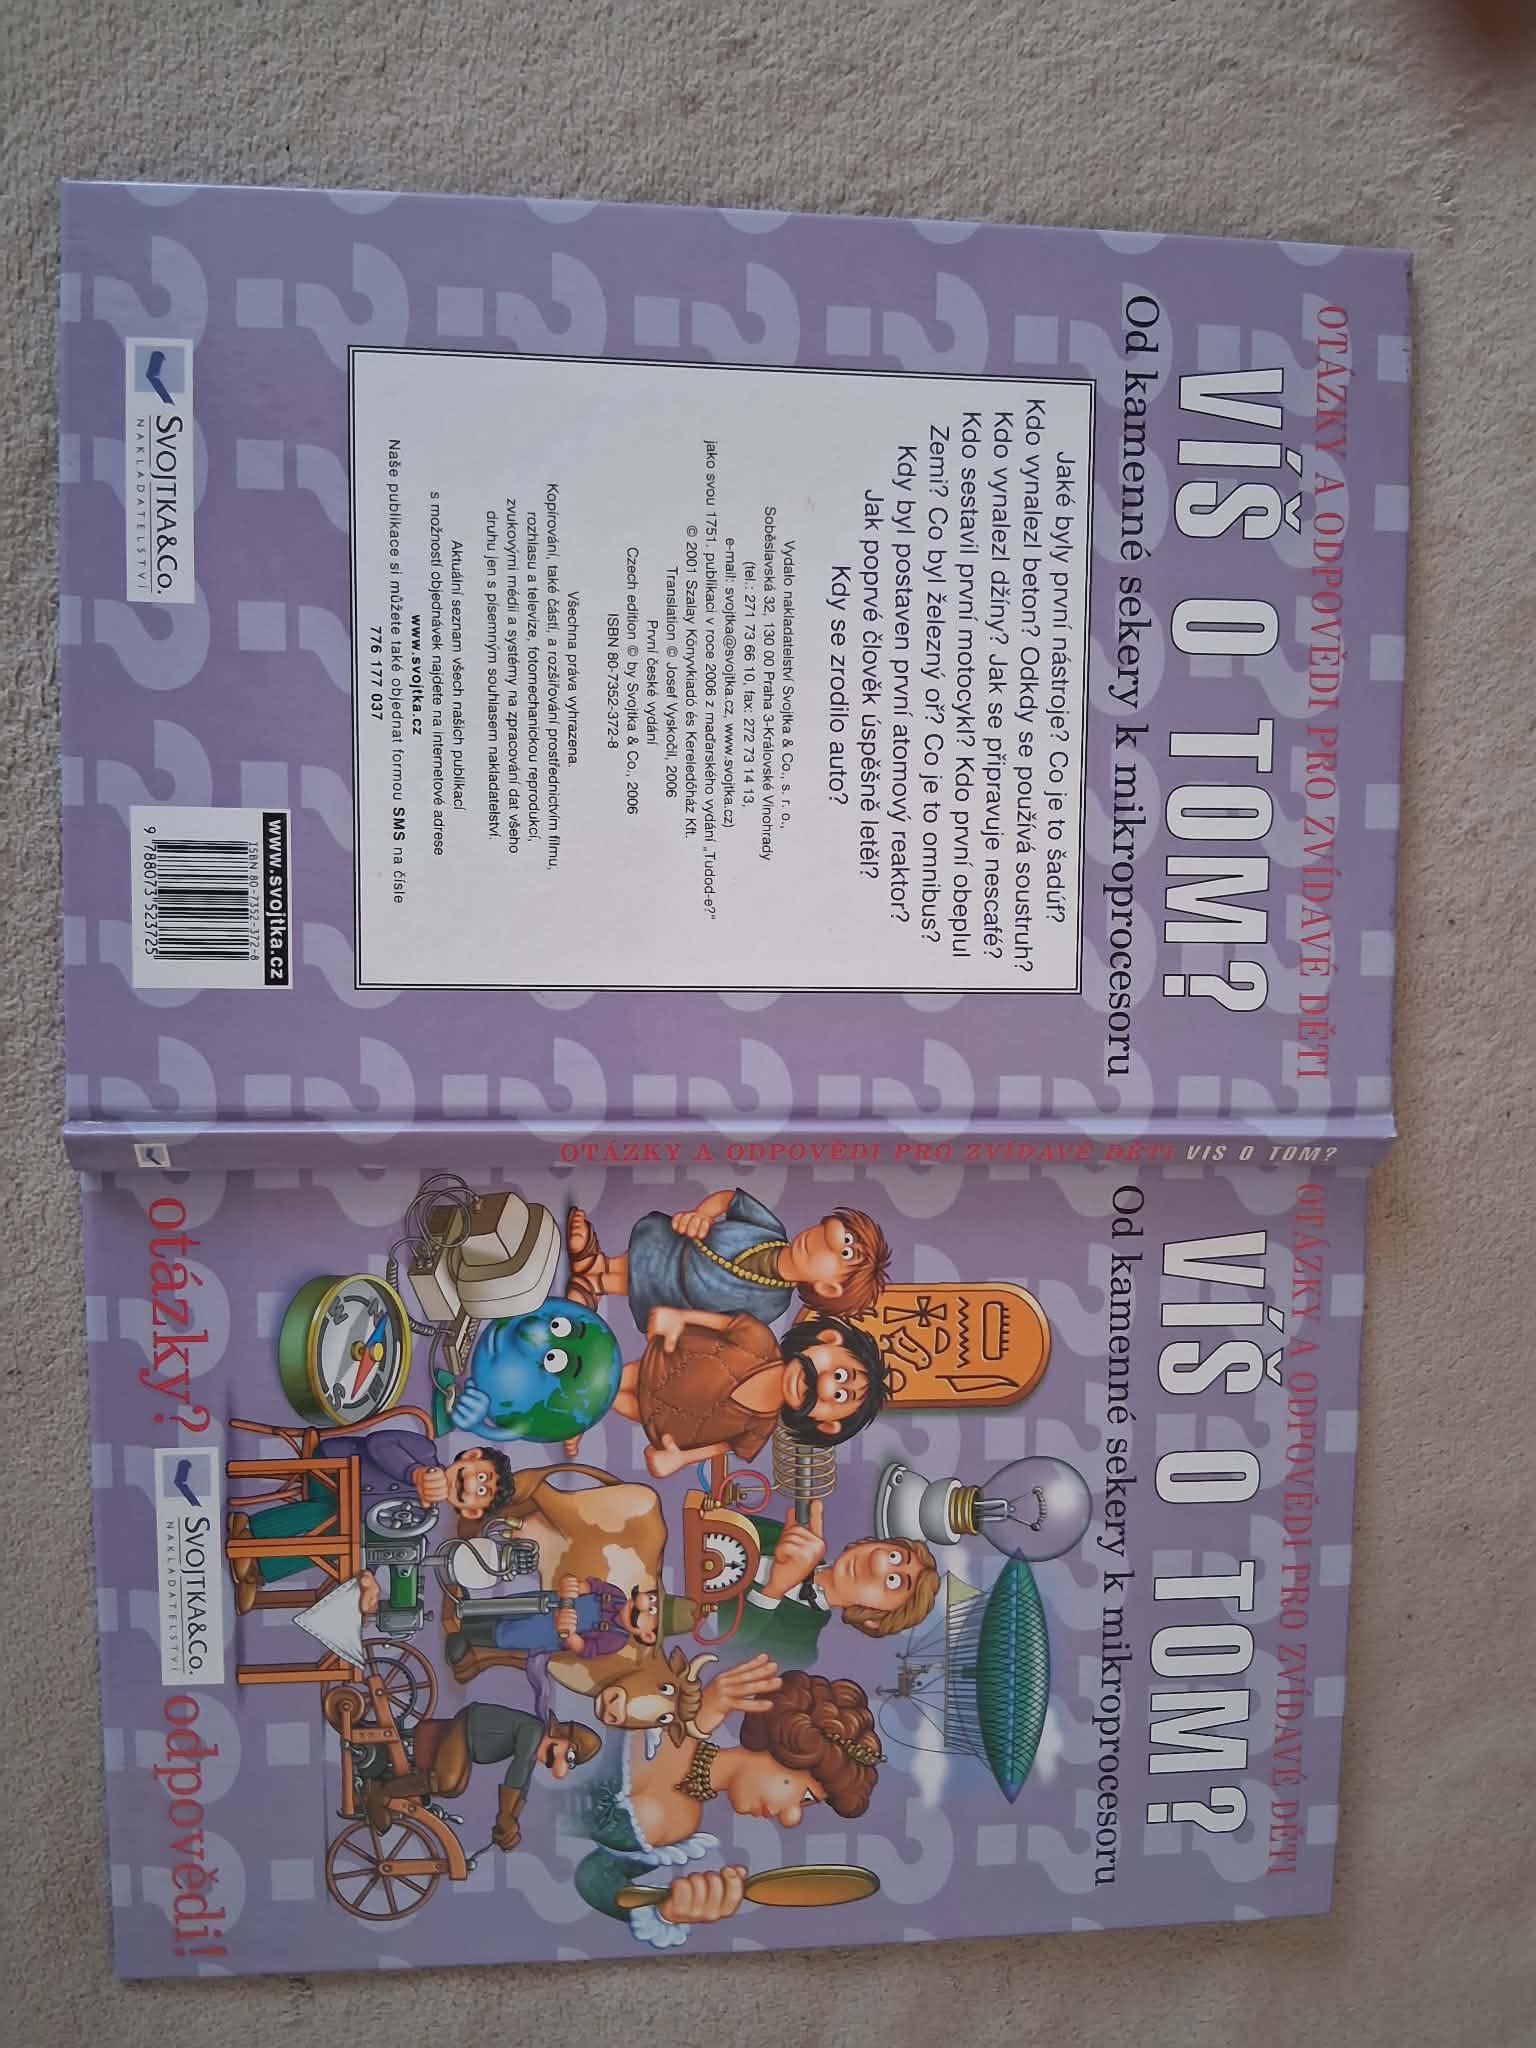 OTÁZKY A ODPOVĚDI PRO ZVÍDAVÉ DĚTI
VÍŠ O TOM?
Od kamenné sekery k mikroprocesoru
Jaké byly první nástroje? Co je to šadúf?
Kdo vynalezl beton? Odkdy se používá soustruh?
Kdo vynalezl džíny? Jak se připravuje nescafé?
Kdo sestavil první motocykl? Kdo první obeplul
Zemi? Co byl železný oř? Co je to omnibus?
Kdy byl postaven první atomový reaktor?
Jak poprvé člověk úspěšně letěl?
Kdy se zrodilo auto?
Vydalo nakladatelství Svojtka & Co., s. r. o.,
Soběslavská 32, 130 00 Praha 3-Královské Vinohrady
(tel.: 271 73 66 10, fax: 272 73 14 13,
e-mail: svojtka@svojtka.cz, www.svojtka.cz)
jako svou 1751. publikaci v roce 2006 z maďarského vydání „Tudod-e?“
© 2001 Szalay Könyvkiadó és Kereledőház Kft.
Translation © Josef Vyskočil, 2006
První české vydání
Czech edition © by Svojtka & Co., 2006
ISBN 80-7352-372-8
Všechna práva vyhrazena.
Kopírování, také částí, a rozšiřování prostřednictvím filmu,
rozhlasu a televize, fotomechanickou reprodukcí,
zvukovými médii a systémy na zpracování dat všeho
druhu jen s písemným souhlasem nakladatelství.
Aktuální seznam všech našich publikací
s možností objednávek najdete na internetové adrese
www.svojtka.cz
Naše publikace si můžete také objednat formou SMS na čísle
776 177 037
SVOJTKA&CO.
NAKLADATELSTVÍ
www.svojtka.cz
ISBN 80-7352-372-8
9 788073 523725
OTÁZKY A ODPOVĚDI PRO ZVÍDAVÉ DĚTI VÍŠ O TOM?
OTÁZKY A ODPOVĚDI PRO ZVÍDAVÉ DĚTI
VÍŠ O TOM?
Od kamenné sekery k mikroprocesoru
otázky? SVOJTKA&CO. odpovědi!
NAKLADATELSTVÍ